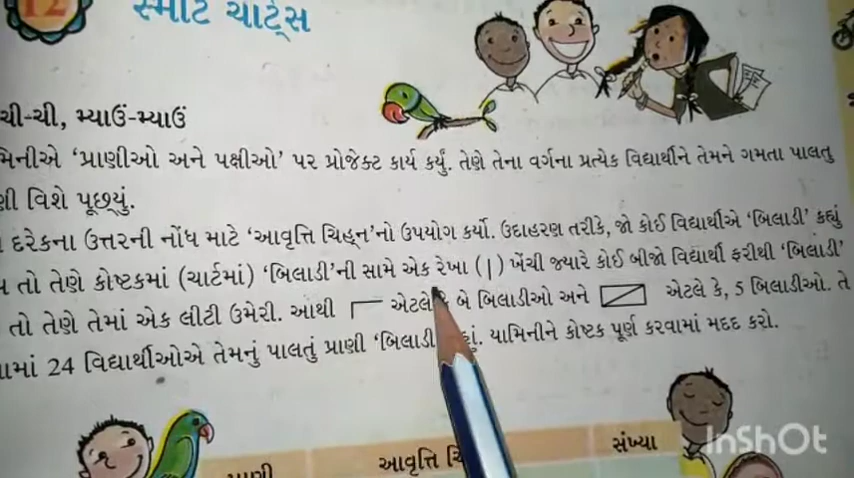 12
સ્માર્ટ ચાર્ટ્સ
ચી-ચી, મ્યાઉં-મ્યાઉં
'પ્રાણીઓ અને પક્ષીઓ' પર પ્રોજેક્ટ કાર્ય કર્યું. તેણે તેના વર્ગના પ્રત્યેક વિદ્યાર્થીને તેમને ગમતા પાલતુ
વિશે પૂછ્યું.
દરેકના ઉત્તરની નોંધ માટે 'આવૃત્તિ ચિહ્ન'નો ઉપયોગ કર્યો. ઉદાહરણ તરીકે, જો કોઈ વિદ્યાર્થીએ 'બિલાડી' કહ્યું
તો તેણે કોષ્ટકમાં (ચાર્ટમાં) 'બિલાડી'ની સામે એક રેખા (|) ખેંચી જ્યારે કોઈ બીજો વિદ્યાર્થી ફરીથી 'બિલાડી'
તો તેણે તેમાં એક લીટી ઉમેરી. આથી એટલે બે બિલાડીઓ અને એટલે કે, 5 બિલાડીઓ. તે
24 વિદ્યાર્થીઓએ તેમનું પાલતું પ્રાણી 'બિલાડી યામિનીને કોષ્ટક પૂર્ણ કરવામાં મદદ કરો.
આવૃત્તિ
સંખ્યા
InShOt